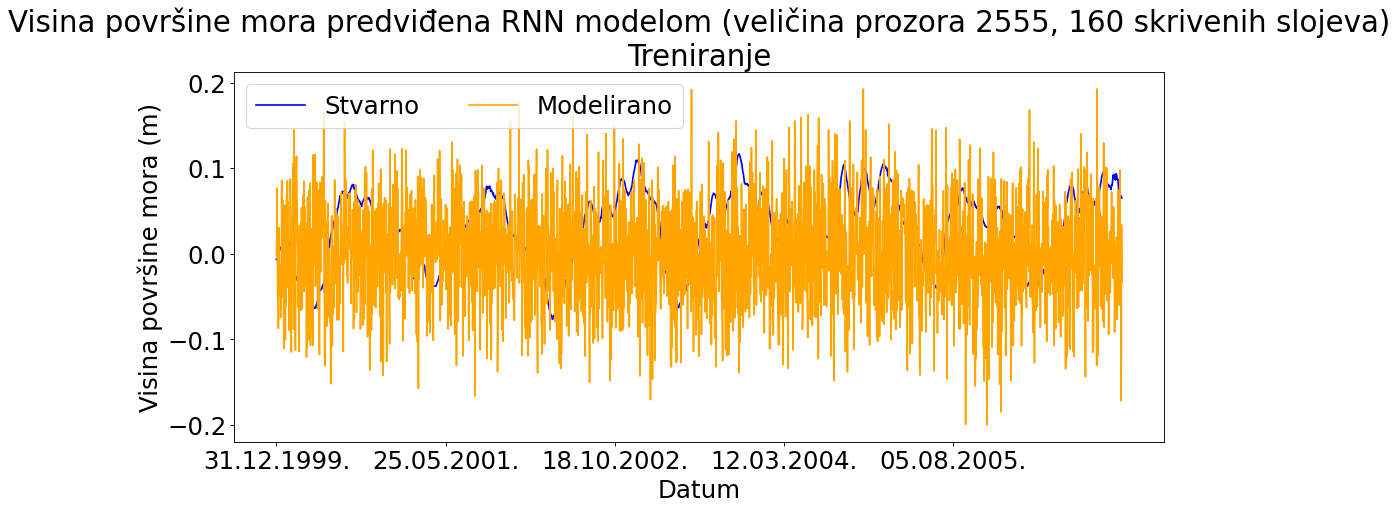 Visina površine mora predviđena RNN modelom (veličina prozora 2555, 160 skrivenih slojeva)
Treniranje
Stvarno Modelirano
Visina površine mora (m)
0.2
0.1
0.0
−0.1
−0.2
31.12.1999. 25.05.2001. 18.10.2002. 12.03.2004. 05.08.2005.
Datum